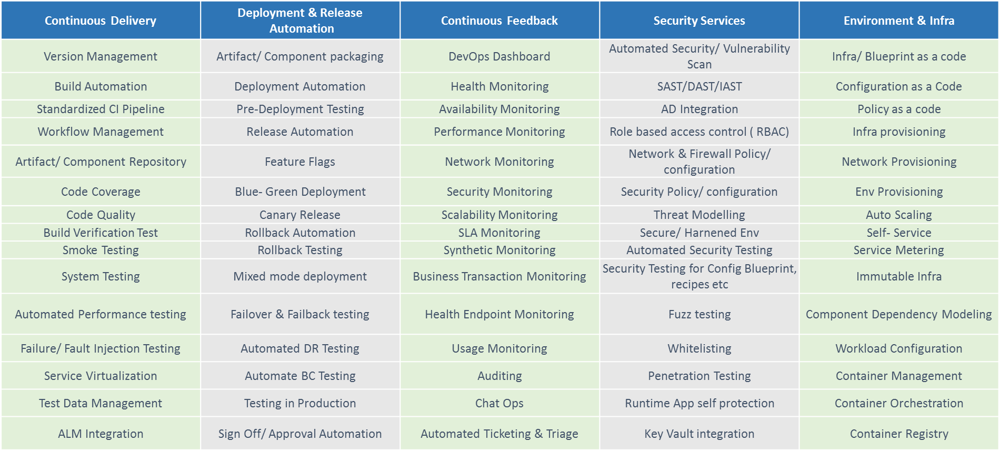 Continuous Delivery
Deployment & Release
Automation
Continuous Feedback
Security Services
Environment & Infra
Version Management
Artifact/ Component packaging
DevOps Dashboard
Automated Security/ Vulnerability
Scan
Infra/ Blueprint as a code
Build Automation
Deployment Automation
Health Monitoring
SAST/DAST/IAST
Configuration as a Code
Standardized CI Pipeline
Pre-Deployment Testing
Availability Monitoring
AD Integration
Policy as a code
Workflow Management
Release Automation
Performance Monitoring
Role based access control ( RBAC)
Infra provisioning
Artifact/ Component Repository
Feature Flags
Network Monitoring
Network & Firewall Policy/
configuration
Network Provisioning
Code Coverage
Blue- Green Deployment
Security Monitoring
Security Policy/ configuration
Env Provisioning
Code Quality
Canary Release
Scalability Monitoring
Threat Modelling
Auto Scaling
Build Verification Test
Rollback Automation
SLA Monitoring
Secure/ Harnened Env
Self- Service
Smoke Testing
Rollback Testing
Synthetic Monitoring
Automated Security Testing
Service Metering
System Testing
Mixed mode deployment
Business Transaction Monitoring
Security Testing for Config Blueprint,
recipes etc
Immutable Infra
Automated Performance testing
Failover & Failback testing
Health Endpoint Monitoring
Fuzz testing
Component Dependency Modeling
Failure/ Fault Injection Testing
Automated DR Testing
Usage Monitoring
Whitelisting
Workload Configuration
Service Virtualization
Automate BC Testing
Auditing
Penetration Testing
Container Management
Test Data Management
Testing in Production
Chat Ops
Runtime App self protection
Container Orchestration
ALM Integration
Sign Off/ Approval Automation
Automated Ticketing & Triage
Key Vault integration
Container Registry